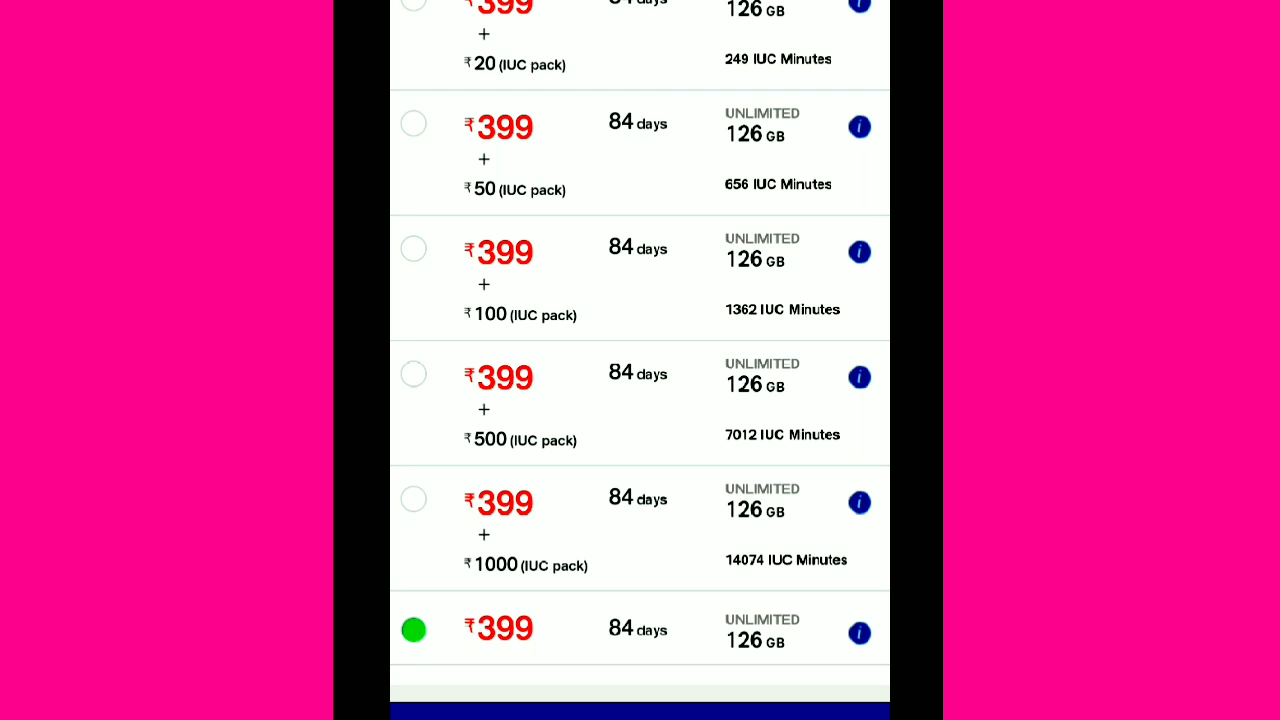 ₹399
126 GB
+
₹20 (IUC pack)
249 IUC Minutes
₹399
84 days
UNLIMITED
126 GB
+
₹50 (IUC pack)
656 IUC Minutes
₹399
84 days
UNLIMITED
126 GB
+
₹100 (IUC pack)
1362 IUC Minutes
₹399
84 days
UNLIMITED
126 GB
+
₹500 (IUC pack)
7012 IUC Minutes
₹399
84 days
UNLIMITED
126 GB
+
₹1000 (IUC pack)
14074 IUC Minutes
₹399
84 days
UNLIMITED
126 GB